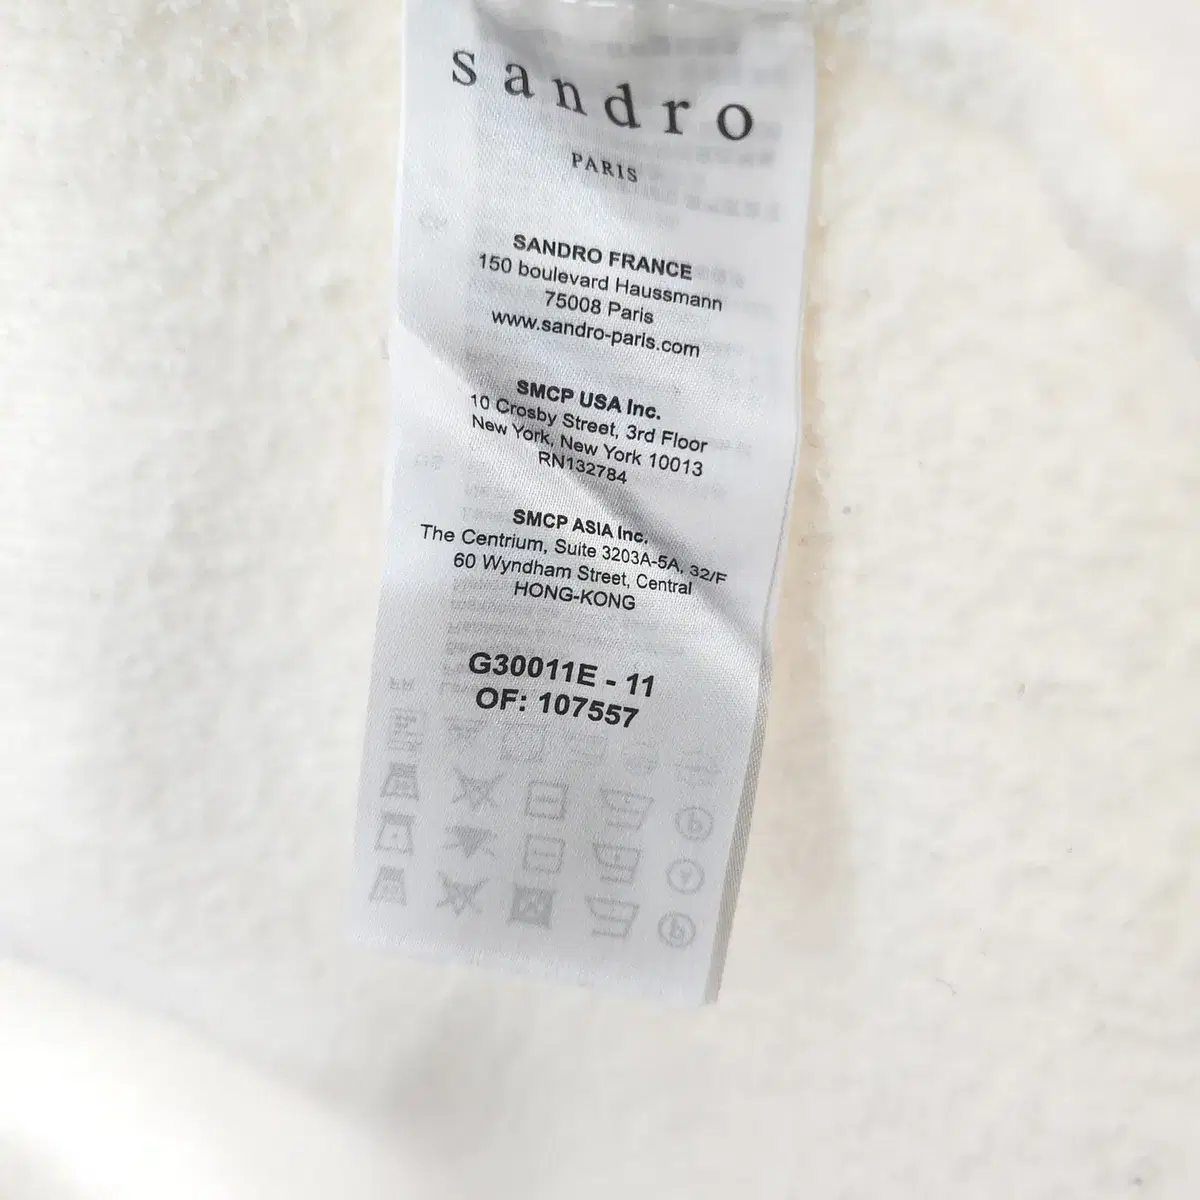 sandro
PARIS
SANDRO FRANCE
150 boulevard Haussmann
75008 Paris
www.sandro-paris.com
SMCP USA Inc.
10 Crosby Street, 3rd Floor
New York, New York 10013
RN132784
SMCP ASIA Inc.
The Centrium, Suite 3203A-5A, 32/F
60 Wyndham Street, Central
HONG-KONG
G30011E - 11
OF: 107557